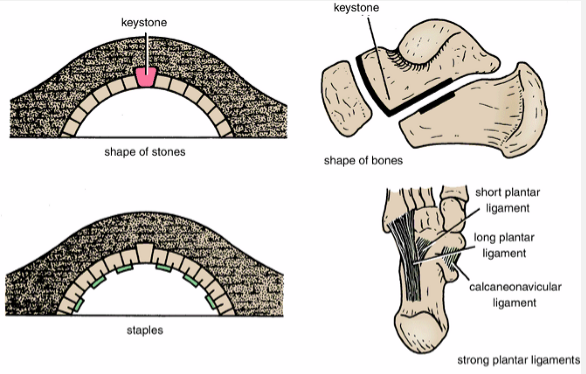 keystone
keystone
shape of stones
shape of bones
short plantar
ligament
long plantar
ligament
calcaneonavicular
ligament
staples
strong plantar ligaments